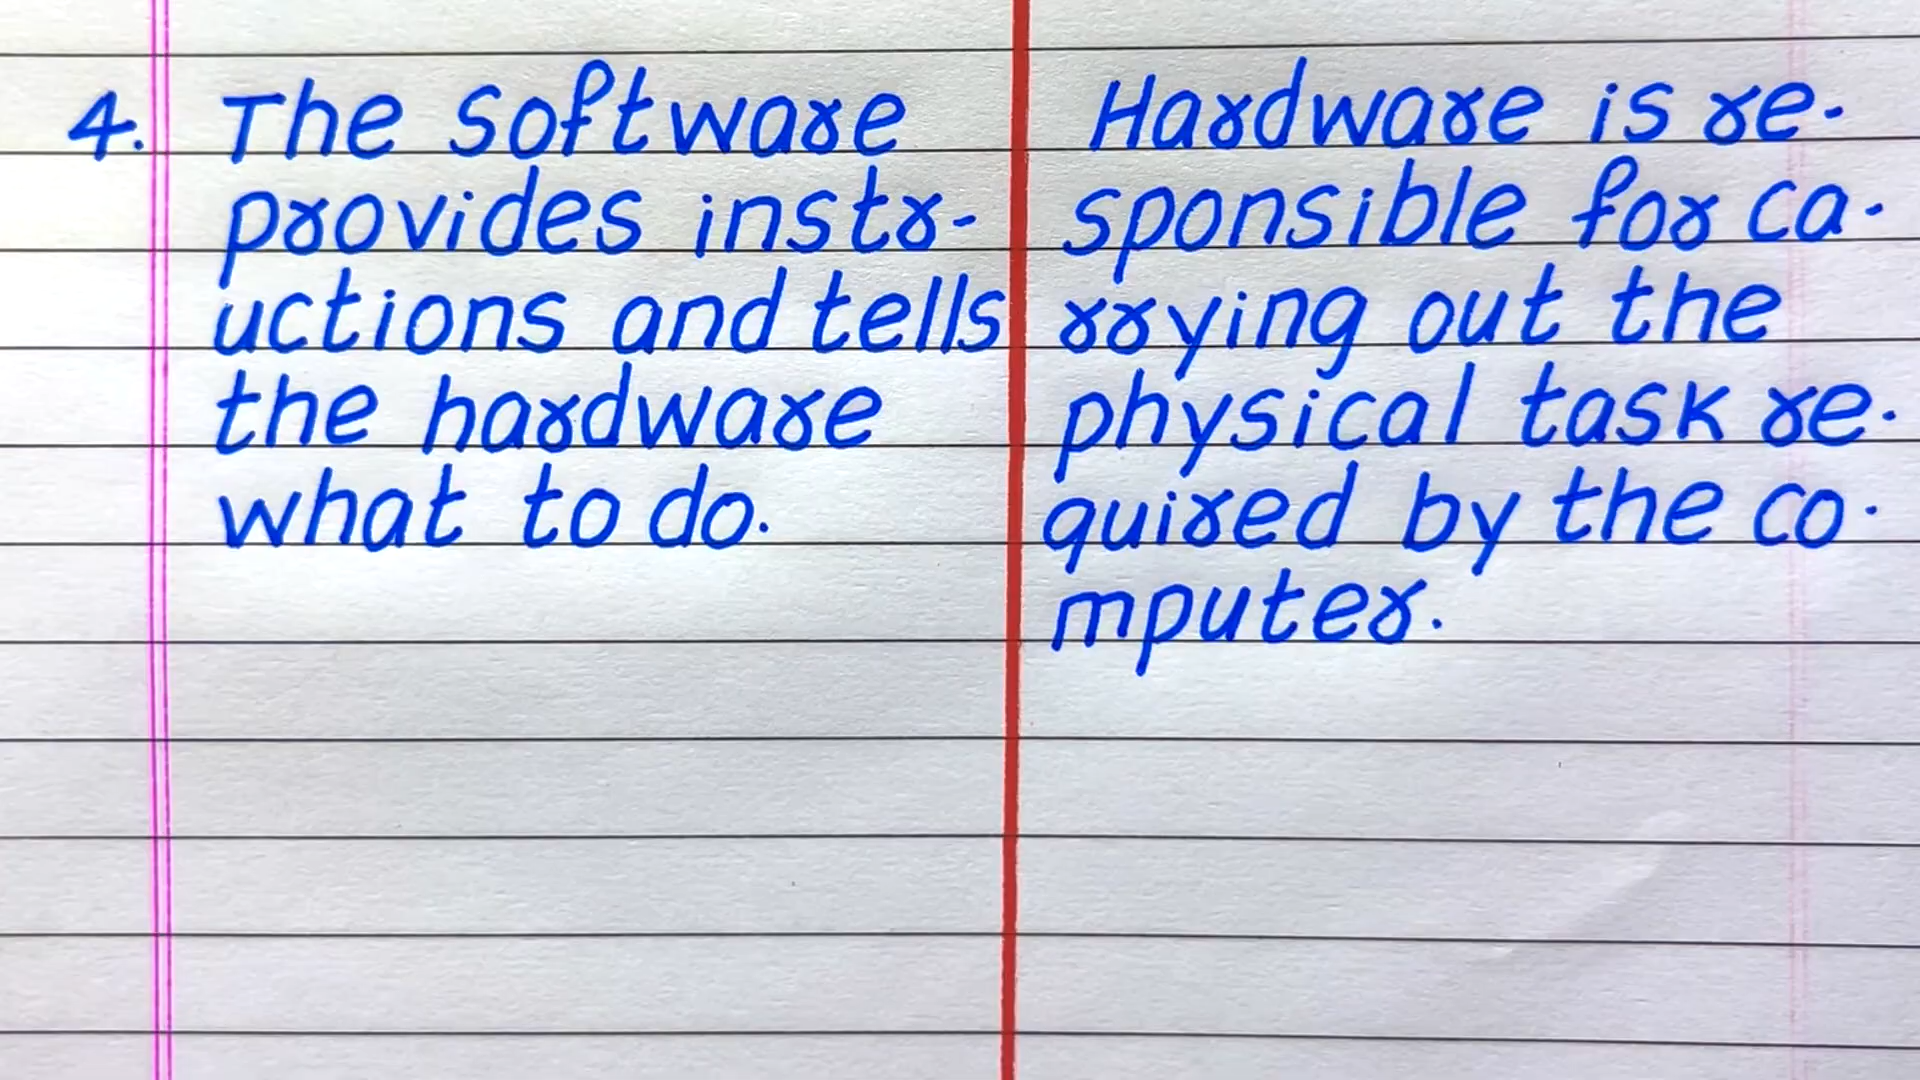 4. The Software
provides instr-
uctions and tells
the hardware
what to do.
Hardware is re-
sponsible for ca-
rrying out the
physical task re-
quired by the co-
mputer.